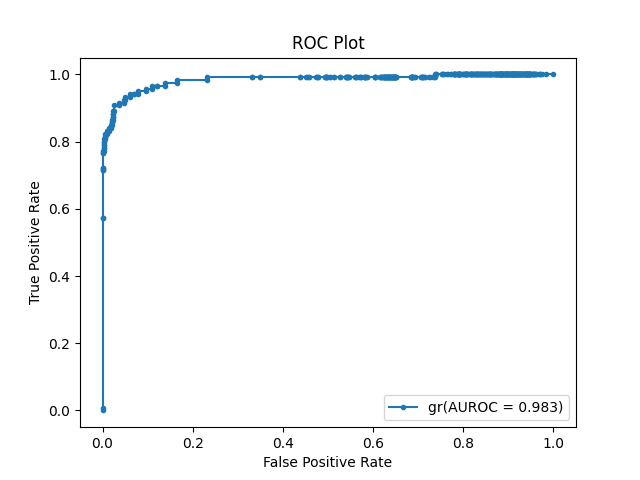 ROC Plot
True Positive Rate
1.0
0.8
0.6
0.4
0.2
0.0
gr(AUROC = 0.983)
0.0 0.2 0.4 0.6 0.8 1.0
False Positive Rate